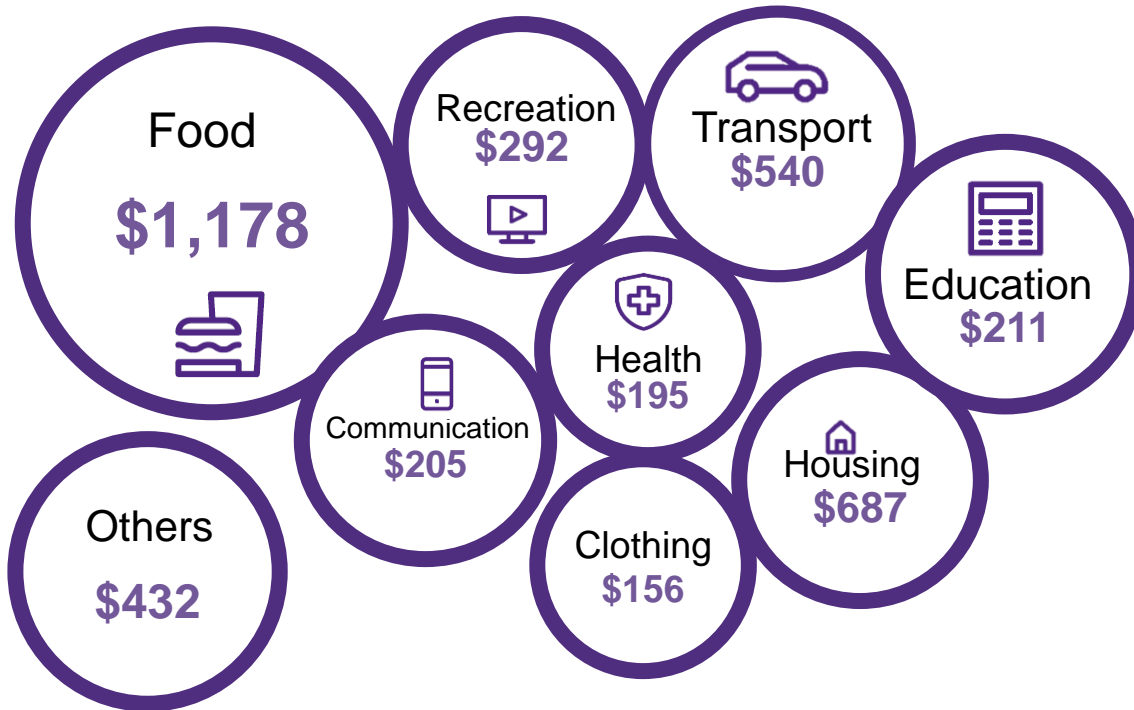 Food
$1,178
Recreation
$292
Transport
$540
Education
$211
Health
$195
Communication
$205
Housing
$687
Others
$432
Clothing
$156